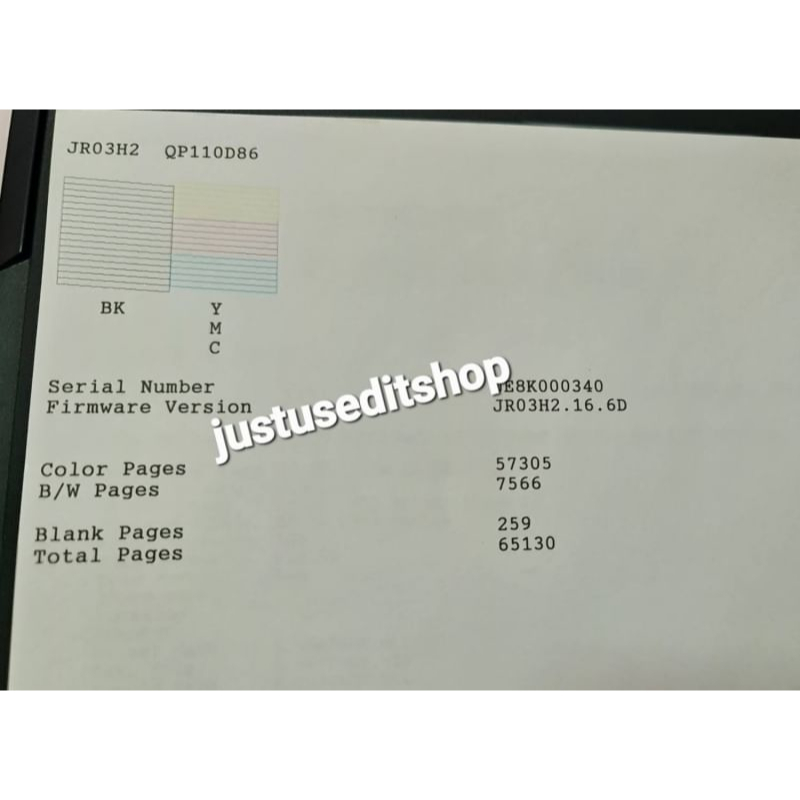 JR03H2 QP110D86
BK Y
M
C
justuseditshop
Serial Number
Firmware Version JR03H2.16.6D
Color Pages 57305
B/W Pages 7566
Blank Pages 259
Total Pages 65130